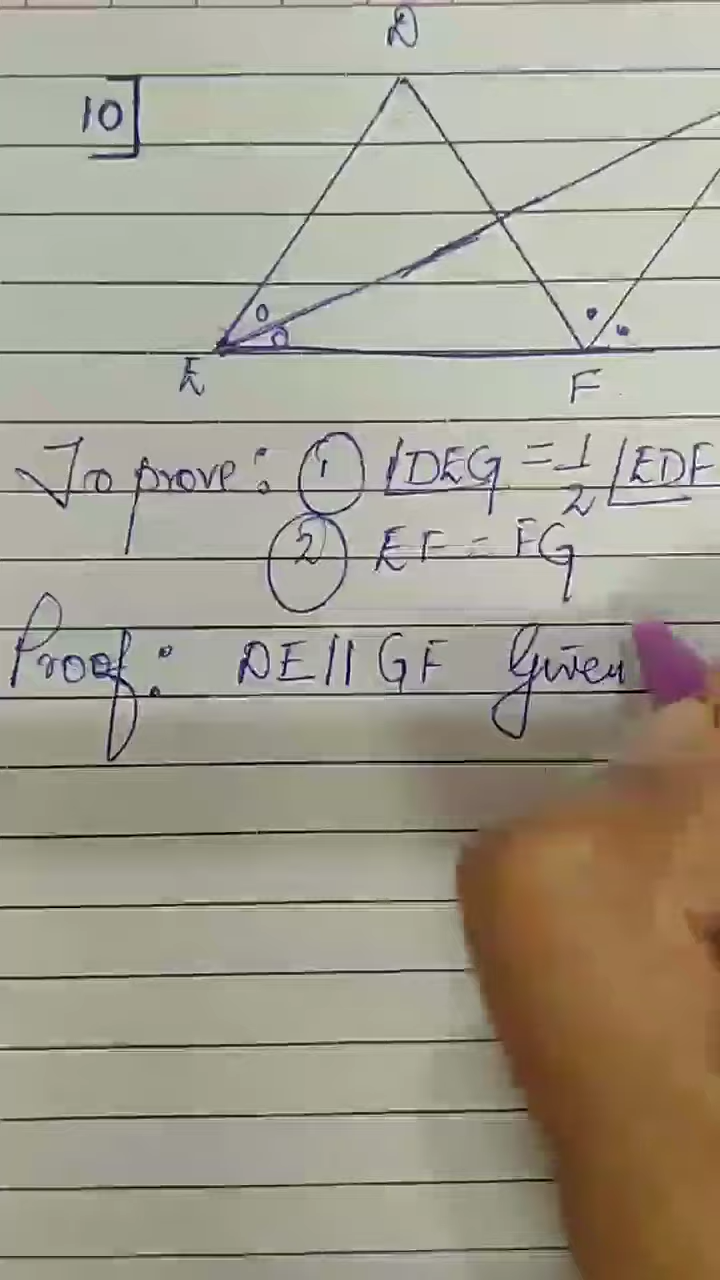 D
10]
E
F
To prove: ① ∠DEG = 1/2 ∠EDF
② EF = FG
Proof: DE || GF Given